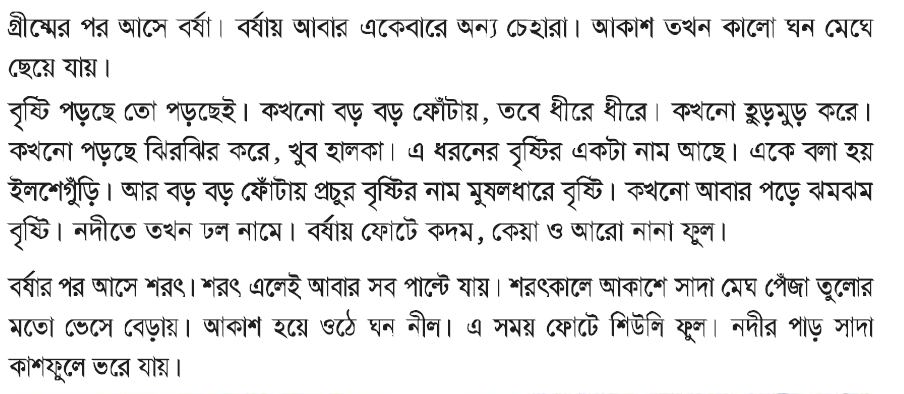 গ্রীষ্মের পর আসে বর্ষা। বর্ষায় আবার একেবারে অন্য চেহারা। আকাশ তখন কালো ঘন মেঘে
ছেয়ে যায়।
বৃষ্টি পড়ছে তো পড়ছেই। কখনো বড় বড় ফোঁটায়, তবে ধীরে ধীরে। কখনো হুড়মুড় করে।
কখনো পড়ছে ঝিরঝির করে, খুব হালকা। এ ধরনের বৃষ্টির একটা নাম আছে। একে বলা হয়
ইলশেগুঁড়ি। আর বড় বড় ফোঁটায় প্রচুর বৃষ্টির নাম মুষলধারে বৃষ্টি। কখনো আবার পড়ে ঝমঝম
বৃষ্টি। নদীতে তখন ঢল নামে। বর্ষায় ফোটে কদম, কেয়া ও আরো নানা ফুল।
বর্ষার পর আসে শরৎ। শরৎ এলেই আবার সব পাল্টে যায়। শরৎকালে আকাশে সাদা মেঘ পেঁজা তুলোর
মতো ভেসে বেড়ায়। আকাশ হয়ে ওঠে ঘন নীল। এ সময় ফোটে শিউলি ফুল। নদীর পাড় সাদা
কাশফুলে ভরে যায়।